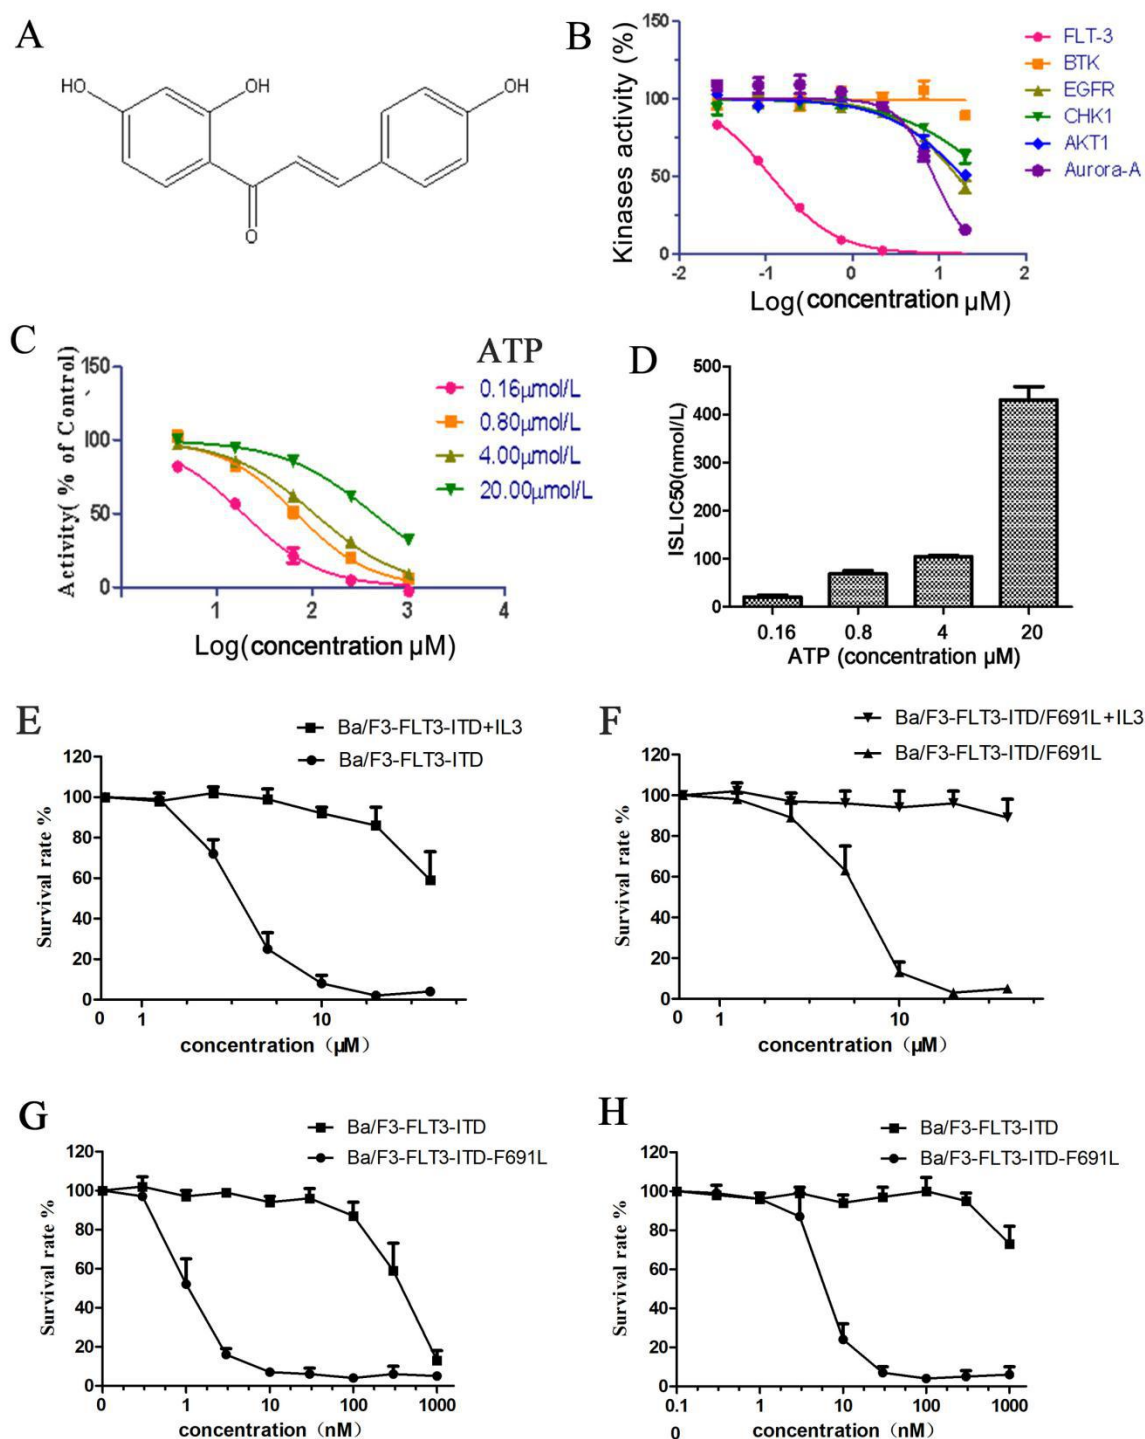 A
HO
OH
OH
O
B
Kinases activity (%)
150
100
50
0
-2
-1
0
1
2
Log(concentration μM)
FLT-3
BTK
EGFR
CHK1
AKT1
Aurora-A
C
Activity( % of Control)
150
100
50
0
1
2
3
4
Log(concentration μM)
ATP
0.16μmol/L
0.80μmol/L
4.00μmol/L
20.00μmol/L
D
ISLIC50(nmol/L)
500
400
300
200
100
0
0.16
0.8
4
20
ATP (concentration μM)
E
Ba/F3-FLT3-ITD+IL3
Ba/F3-FLT3-ITD
Survival rate %
120
100
80
60
40
20
0
0
1
10
concentration（μM）
F
Ba/F3-FLT3-ITD/F691L+IL3
Ba/F3-FLT3-ITD/F691L
Survival rate %
120
100
80
60
40
20
0
0
1
10
concentration（μM）
G
Ba/F3-FLT3-ITD
Ba/F3-FLT3-ITD-F691L
Survival rate %
120
100
80
60
40
20
0
0
1
10
100
1000
concentration (nM)
H
Ba/F3-FLT3-ITD
Ba/F3-FLT3-ITD-F691L
Survival rate %
120
100
80
60
40
20
0
0.1
1
10
100
1000
0
concentration (nM)